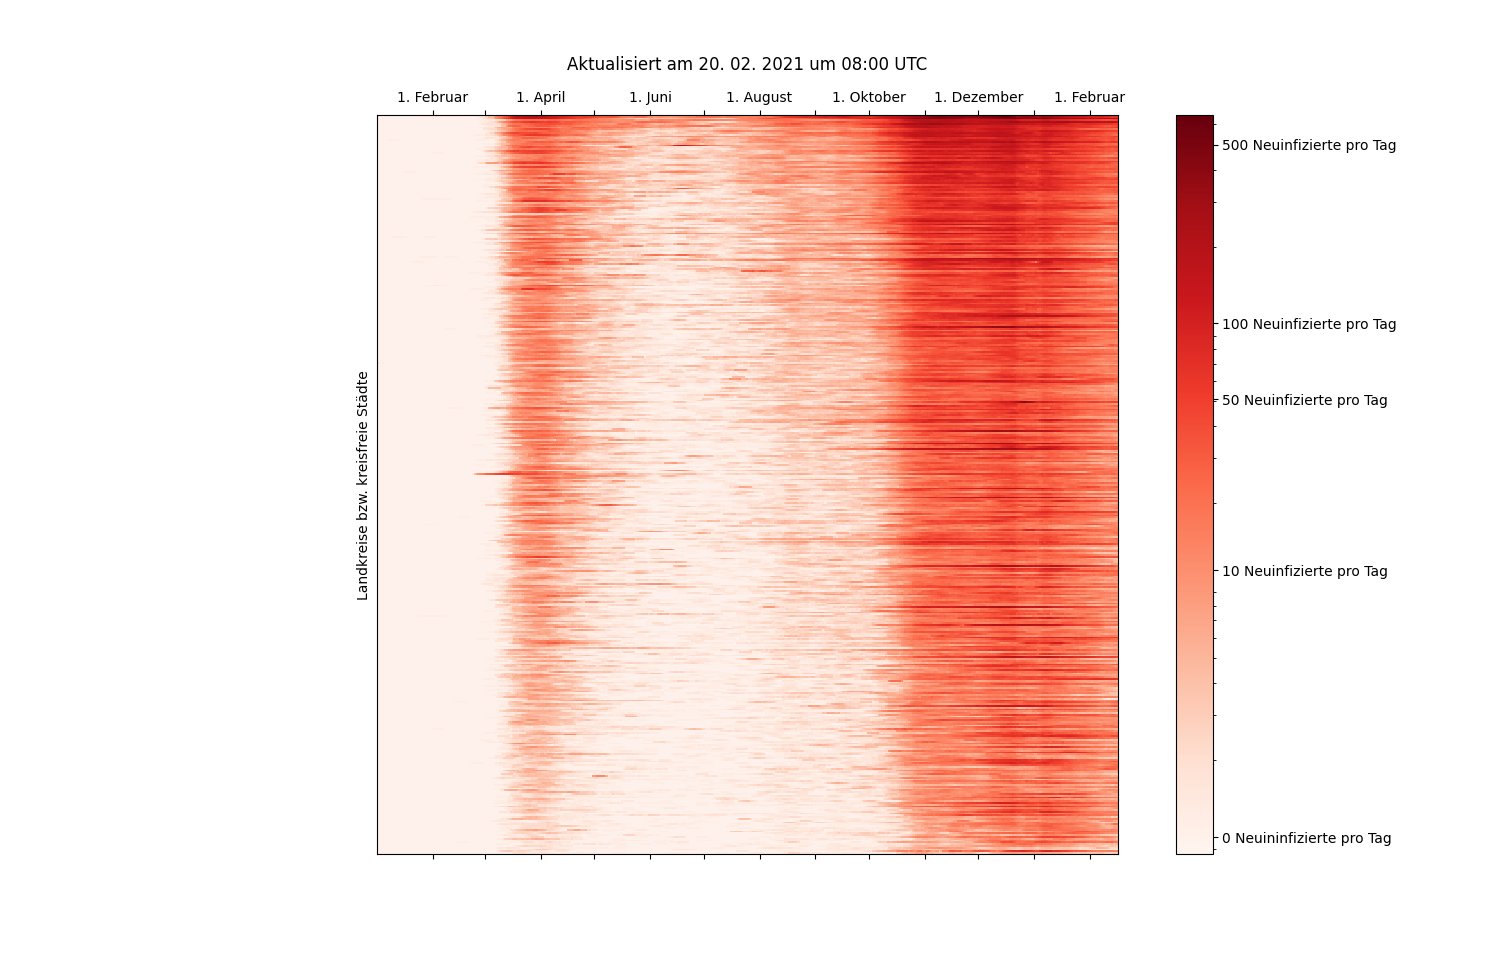 Aktualisiert am 20. 02. 2021 um 08:00 UTC
1. Februar 1. April 1. Juni 1. August 1. Oktober 1. Dezember 1. Februar
Landkreise bzw. kreisfreie Städte
500 Neuinfizierte pro Tag
100 Neuinfizierte pro Tag
50 Neuinfizierte pro Tag
10 Neuinfizierte pro Tag
0 Neuininfizierte pro Tag